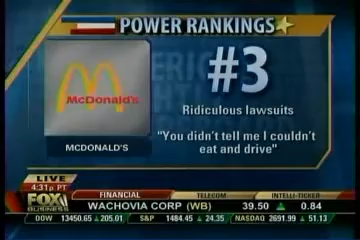 POWER RANKINGS
#3
McDonald's
Ridiculous lawsuits
"You didn't tell me I couldn't
eat and drive"
MCDONALD'S
LIVE
4:31p PT
FOX
BUSINESS
FINANCIAL TELECOM INTELLI-TICKER
WACHOVIA CORP (WB) 39.50 ▲ 0.84
DOW 13450.65 ▲ 205.01 S&P 1484.45 ▲ 24.35 NASDAQ 2691.99 ▲ 51.13